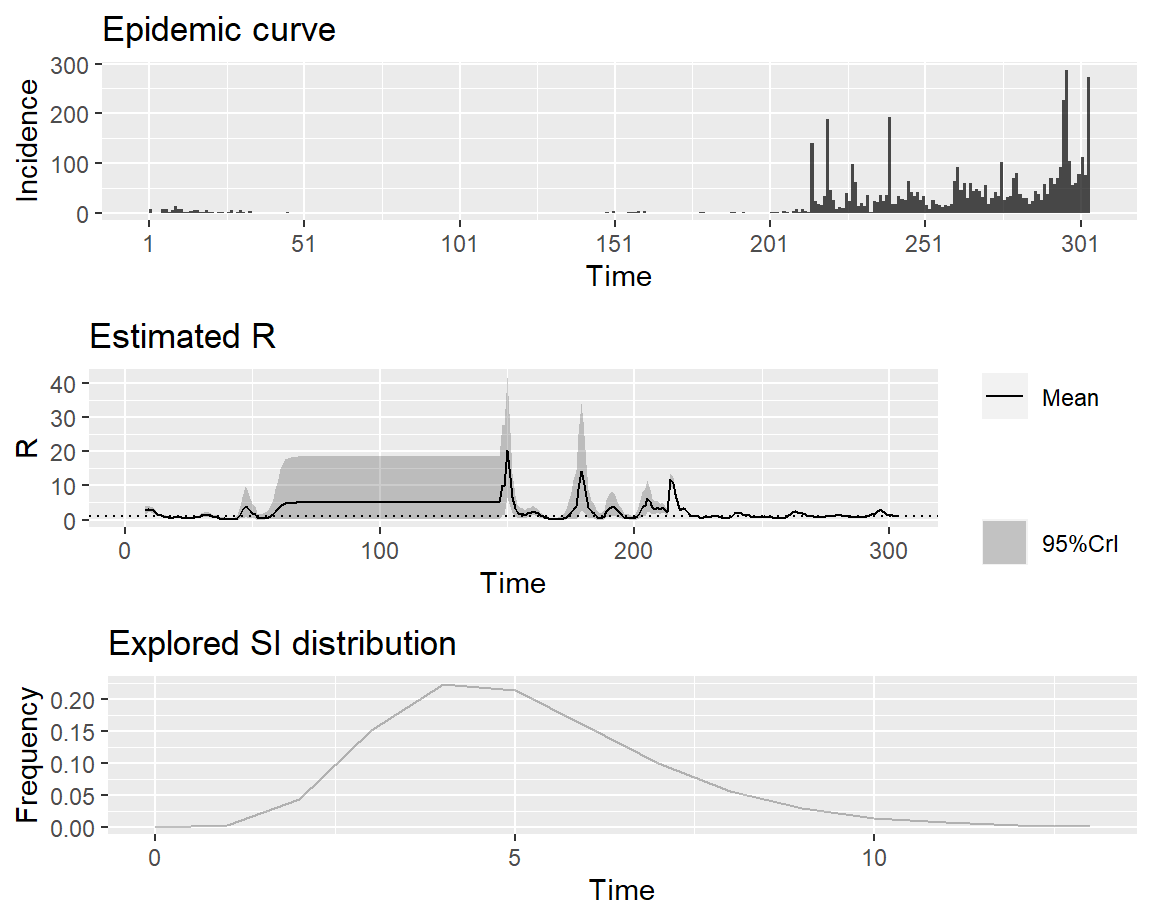 Epidemic curve
300
200
100
0
Incidence
1 51 101 151 201 251 301
Time
Estimated R
40
30
20
10
0
R
0 100 200 300
Time
Mean
95%CrI
Explored SI distribution
0.20
0.15
0.10
0.05
0.00
Frequency
0 5 10
Time